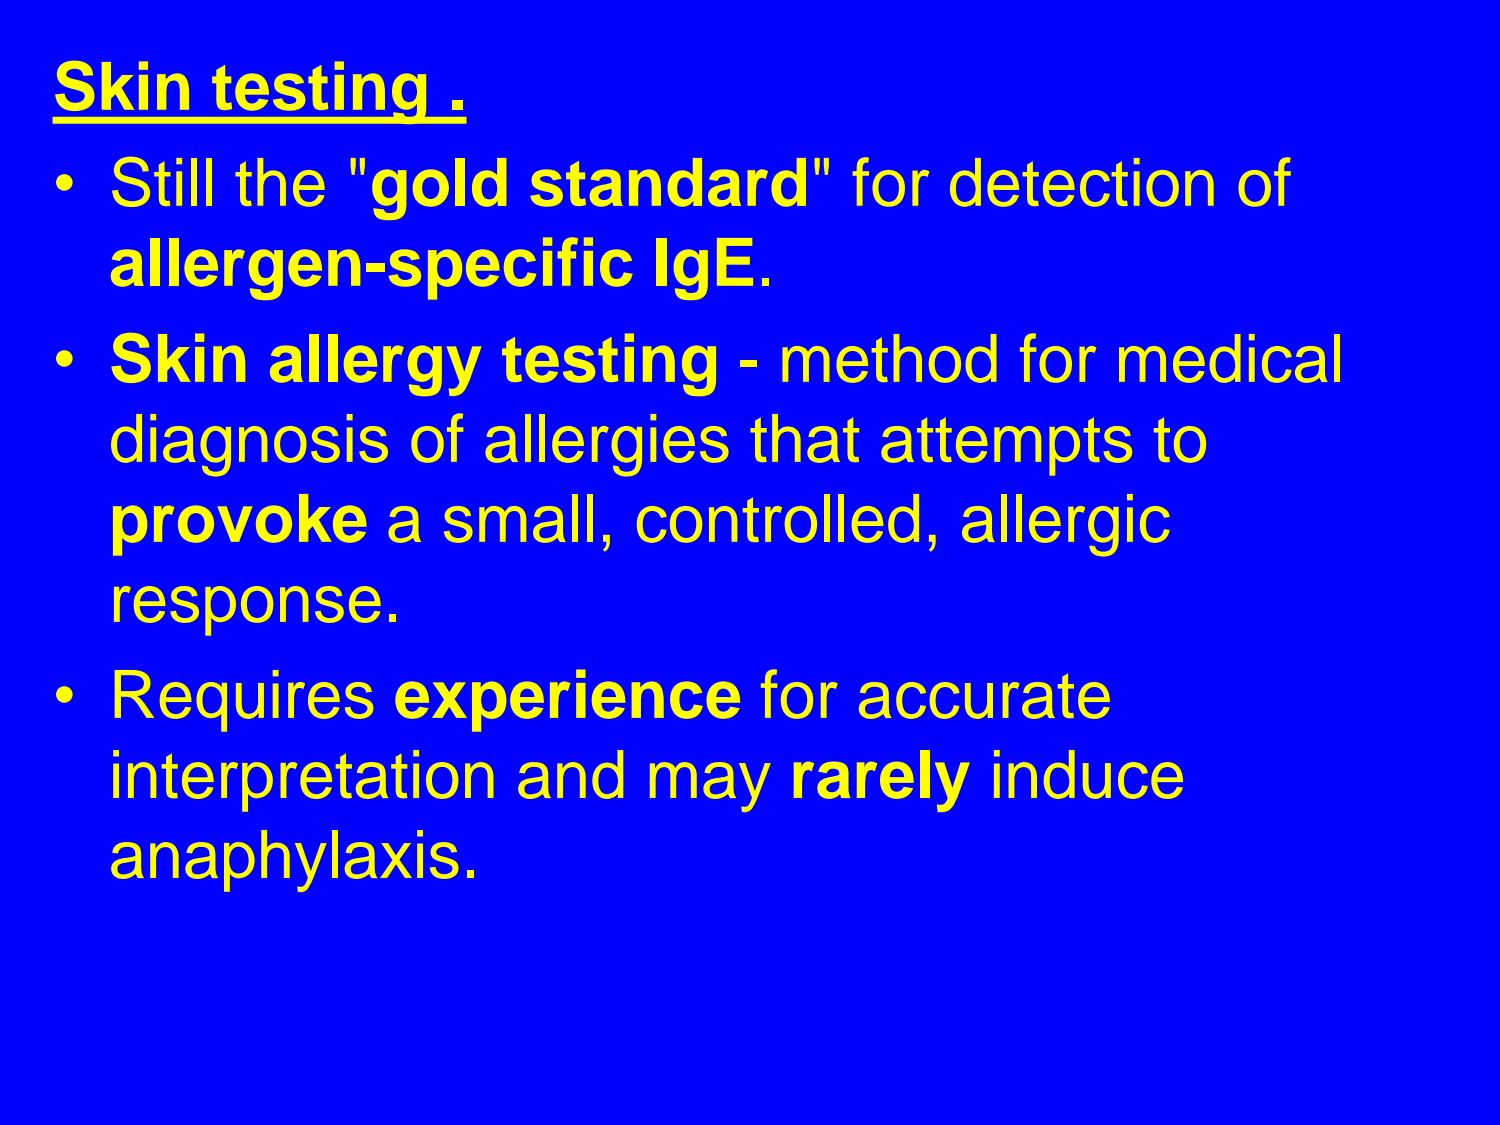 Skin testing .
• Still the "gold standard" for detection of
allergen-specific IgE.
• Skin allergy testing - method for medical
diagnosis of allergies that attempts to
provoke a small, controlled, allergic
response.
• Requires experience for accurate
interpretation and may rarely induce
anaphylaxis.